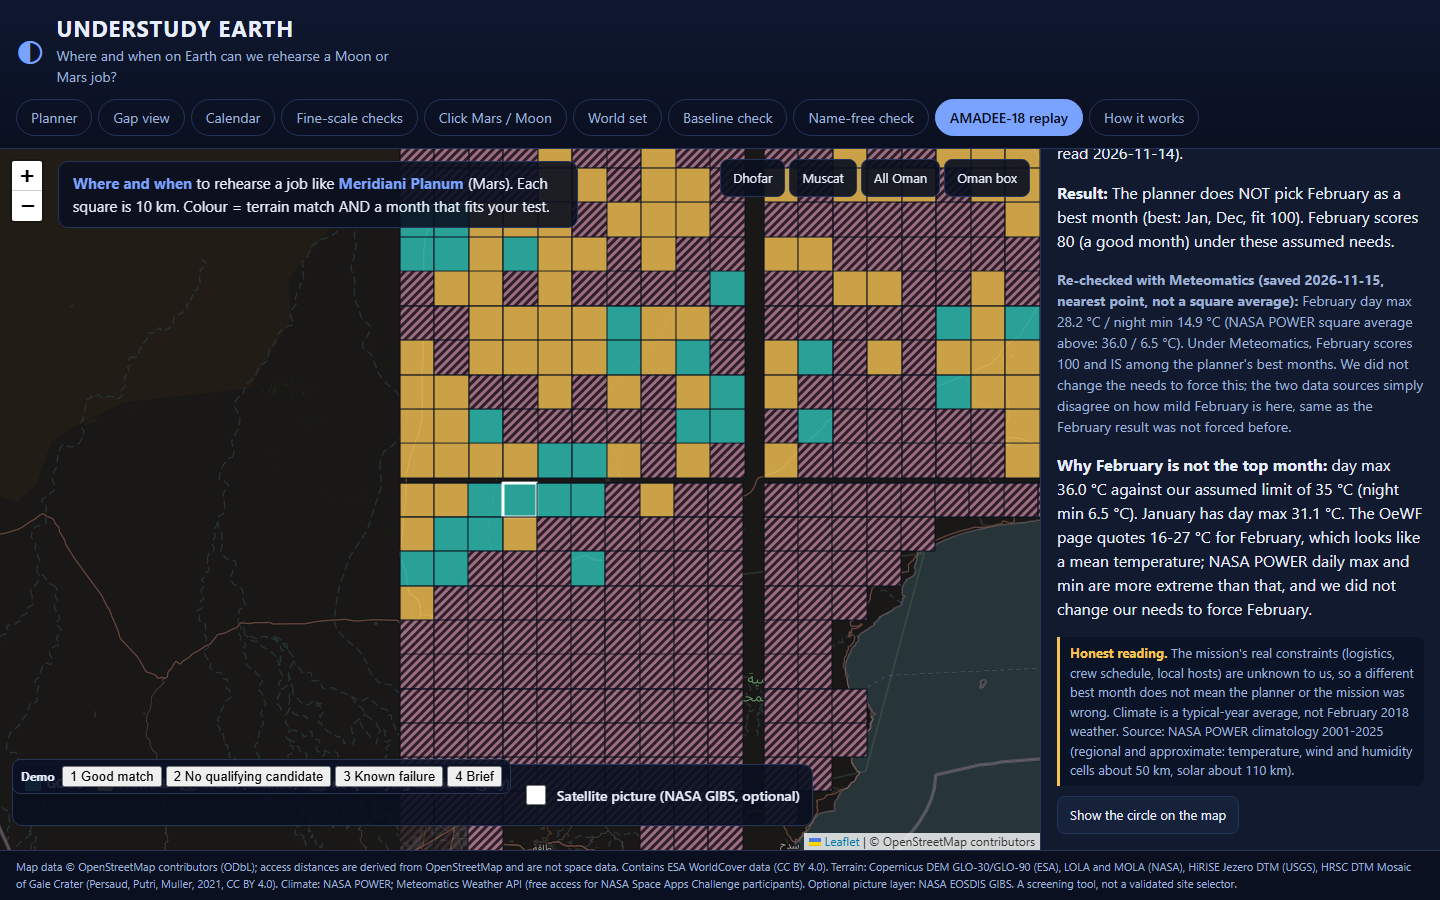 UNDERSTUDY EARTH
Where and when on Earth can we rehearse a Moon or
Mars job?
Planner
Gap view
Calendar
Fine-scale checks
Click Mars / Moon
World set
Baseline check
Name-free check
AMADEE-18 replay
How it works
+
−
Where and when to rehearse a job like Meridiani Planum (Mars). Each
square is 10 km. Colour = terrain match AND a month that fits your test.
Dhofar
Muscat
All Oman
Oman box
read 2026-11-14).
Result: The planner does NOT pick February as a
best month (best: Jan, Dec, fit 100). February scores
80 (a good month) under these assumed needs.
Re-checked with Meteomatics (saved 2026-11-15,
nearest point, not a square average): February day max
28.2 °C / night min 14.9 °C (NASA POWER square average
above: 36.0 / 6.5 °C). Under Meteomatics, February scores
100 and IS among the planner's best months. We did not
change the needs to force this; the two data sources simply
disagree on how mild February is here, same as the
February result was not forced before.
Why February is not the top month: day max
36.0 °C against our assumed limit of 35 °C (night
min 6.5 °C). January has day max 31.1 °C. The OeWF
page quotes 16-27 °C for February, which looks like
a mean temperature; NASA POWER daily max and
min are more extreme than that, and we did not
change our needs to force February.
Honest reading. The mission's real constraints (logistics,
crew schedule, local hosts) are unknown to us, so a different
best month does not mean the planner or the mission was
wrong. Climate is a typical-year average, not February 2018
weather. Source: NASA POWER climatology 2001-2025
(regional and approximate: temperature, wind and humidity
cells about 50 km, solar about 110 km).
Show the circle on the map
Demo
1 Good match
2 No qualifying candidate
3 Known failure
4 Brief
Satellite picture (NASA GIBS, optional)
Leaflet | © OpenStreetMap contributors
Map data © OpenStreetMap contributors (ODbL); access distances are derived from OpenStreetMap and are not space data. Contains ESA WorldCover data (CC BY 4.0). Terrain: Copernicus DEM GLO-30/GLO-90 (ESA), LOLA and MOLA (NASA), HiRISE Jezero DTM (USGS), HRSC DTM Mosaic
of Gale Crater (Persaud, Putri, Muller, 2021, CC BY 4.0). Climate: NASA POWER; Meteomatics Weather API (free access for NASA Space Apps Challenge participants). Optional picture layer: NASA EOSDIS GIBS. A screening tool, not a validated site selector.